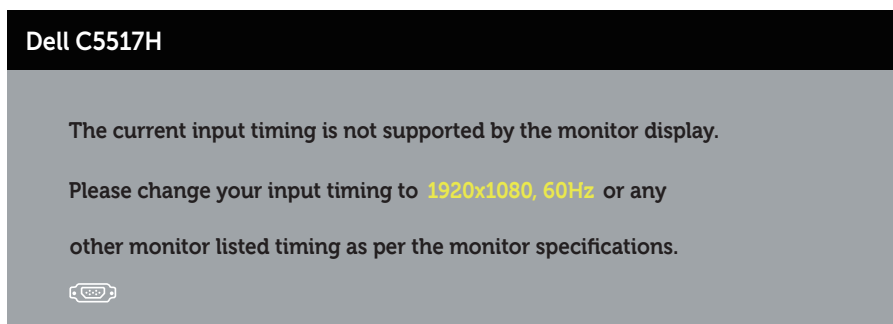 Dell C5517H
The current input timing is not supported by the monitor display.
Please change your input timing to 1920x1080, 60Hz or any
other monitor listed timing as per the monitor specifications.